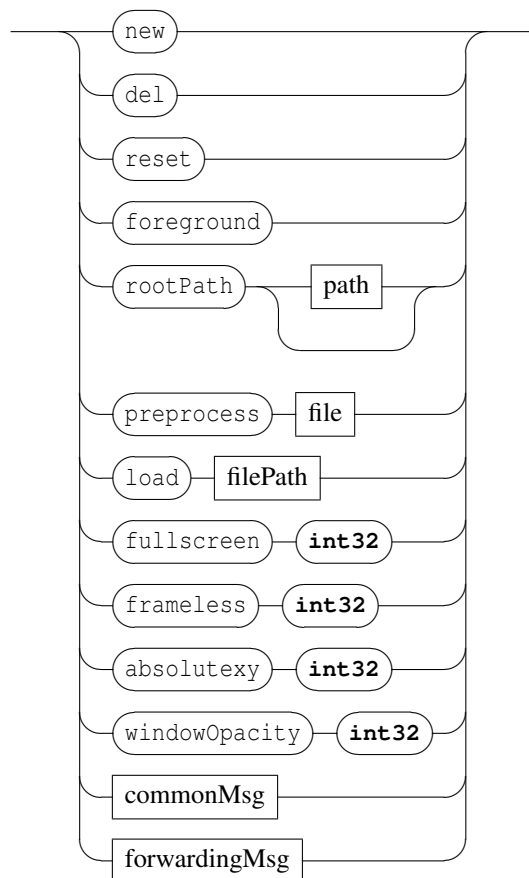 new
del
reset
foreground
rootPath path
preprocess file
load filePath
fullscreen int32
frameless int32
absolutexy int32
windowOpacity int32
commonMsg
forwardingMsg